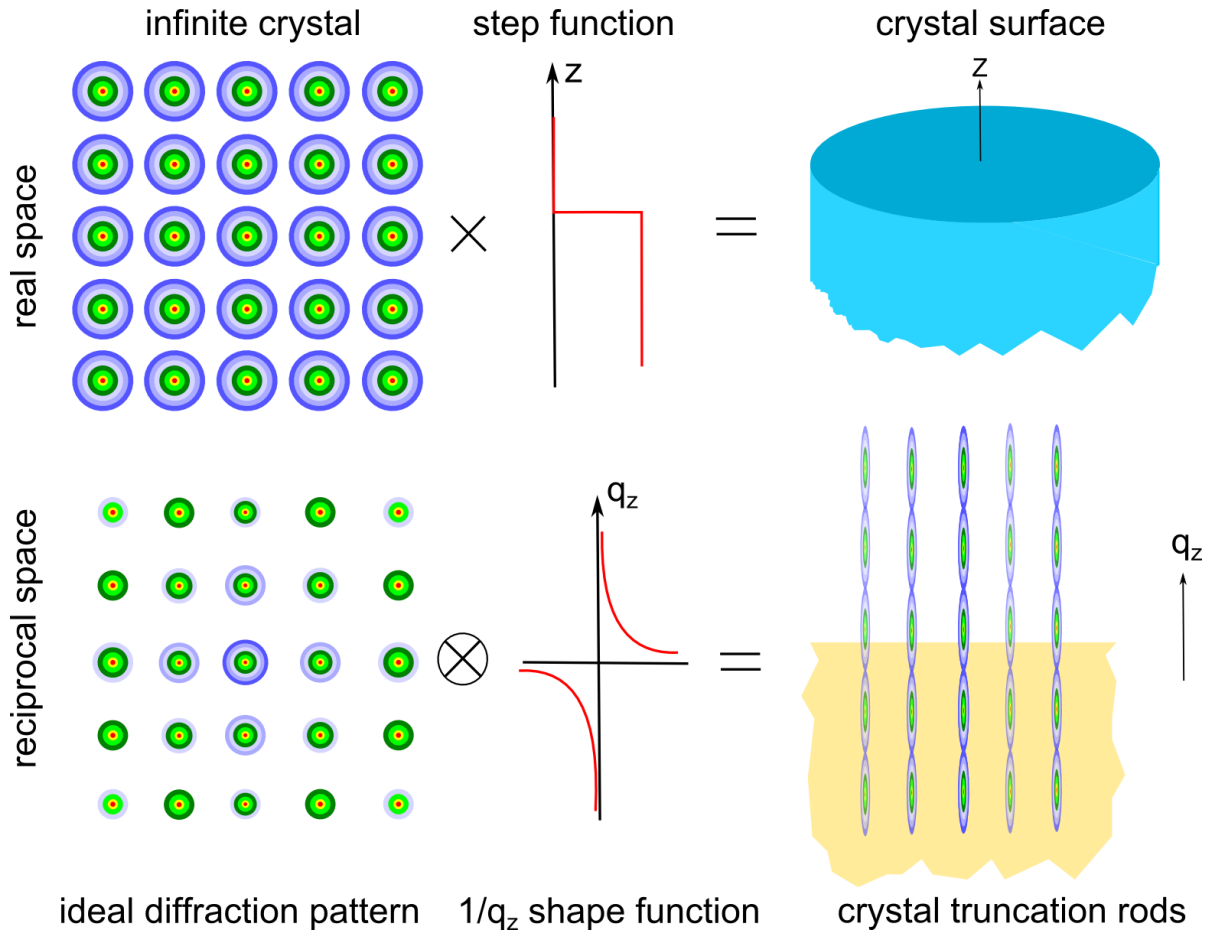 infinite crystal
step function
crystal surface
real space
z
z
reciprocal space
q_z
q_z
ideal diffraction pattern
1/q_z shape function
crystal truncation rods